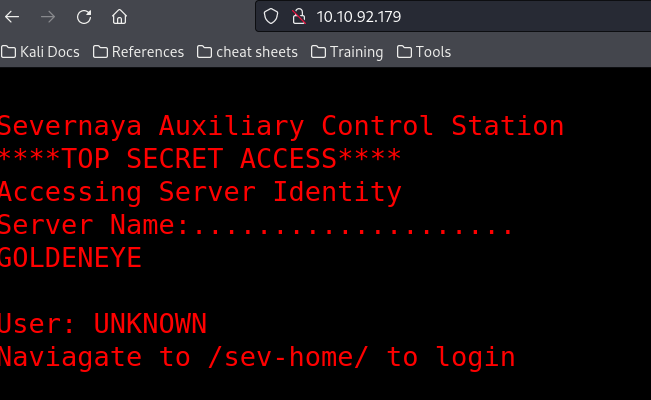 10.10.92.179
Kali Docs References cheat sheets Training Tools
Severnaya Auxiliary Control Station
****TOP SECRET ACCESS****
Accessing Server Identity
Server Name:....................
GOLDENEYE
User: UNKNOWN
Naviagate to /sev-home/ to login